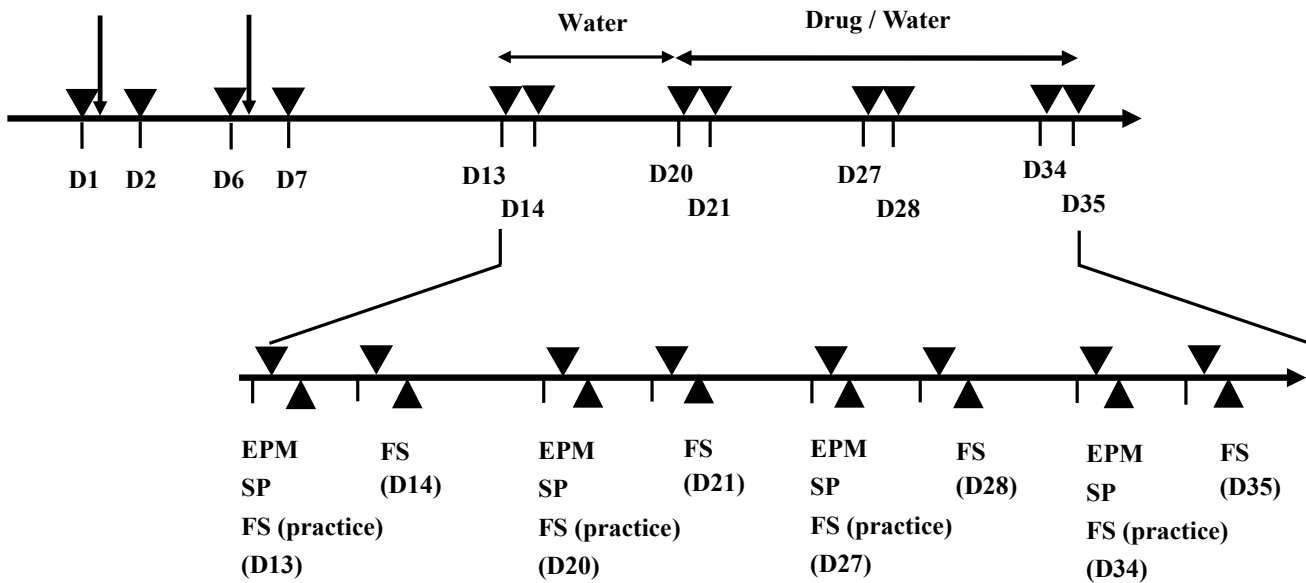 Water
Drug / Water
D1
D2
D6
D7
D13
D14
D20
D21
D27
D28
D34
D35
EPM
SP
FS (practice)
(D13)
FS
(D14)
EPM
SP
FS (practice)
(D20)
FS
(D21)
EPM
SP
FS (practice)
(D27)
FS
(D28)
EPM
SP
FS (practice)
(D34)
FS
(D35)